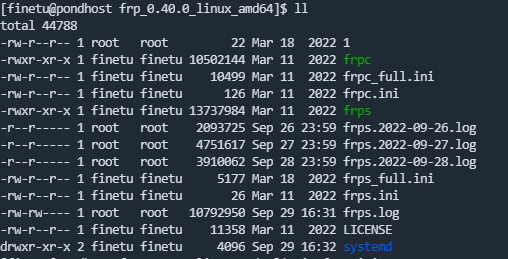 [finetu@pondhost frp_0.40.0_linux_amd64]$ ll
total 44788
-rw-r--r-- 1 root   root         22 Mar 18  2022 1
-rwxr-xr-x 1 finetu finetu 10502144 Mar 11  2022 frpc
-rw-r--r-- 1 finetu finetu    10499 Mar 11  2022 frpc_full.ini
-rw-r--r-- 1 finetu finetu      126 Mar 11  2022 frpc.ini
-rwxr-xr-x 1 finetu finetu 13737984 Mar 11  2022 frps
-r--r----- 1 root   root    2093725 Sep 26 23:59 frps.2022-09-26.log
-r--r----- 1 root   root    4751617 Sep 27 23:59 frps.2022-09-27.log
-r--r----- 1 root   root    3910062 Sep 28 23:59 frps.2022-09-28.log
-rw-r--r-- 1 finetu finetu     5177 Mar 18  2022 frps_full.ini
-rw-r--r-- 1 finetu finetu       26 Mar 11  2022 frps.ini
-rw-rw---- 1 root   root   10792950 Sep 29 16:31 frps.log
-rw-r--r-- 1 finetu finetu    11358 Mar 11  2022 LICENSE
drwxr-xr-x 2 finetu finetu     4096 Sep 29 16:32 systemd